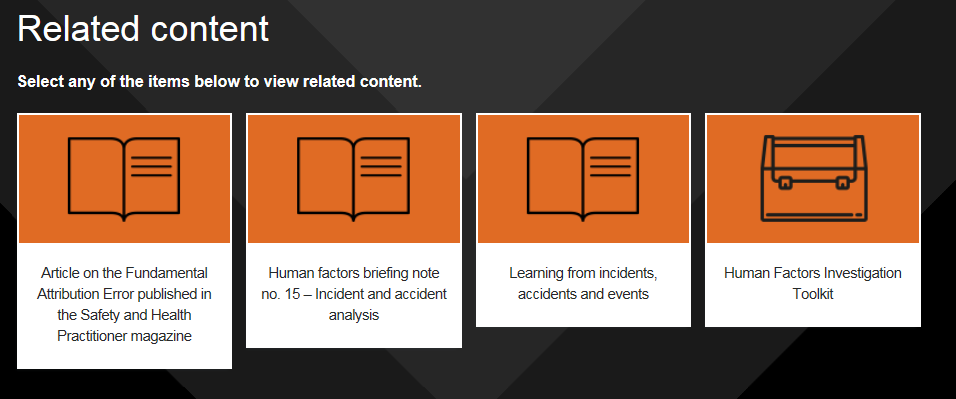 Related content
Select any of the items below to view related content.
Article on the Fundamental
Attribution Error published in
the Safety and Health
Practitioner magazine
Human factors briefing note
no. 15 – Incident and accident
analysis
Learning from incidents,
accidents and events
Human Factors Investigation
Toolkit